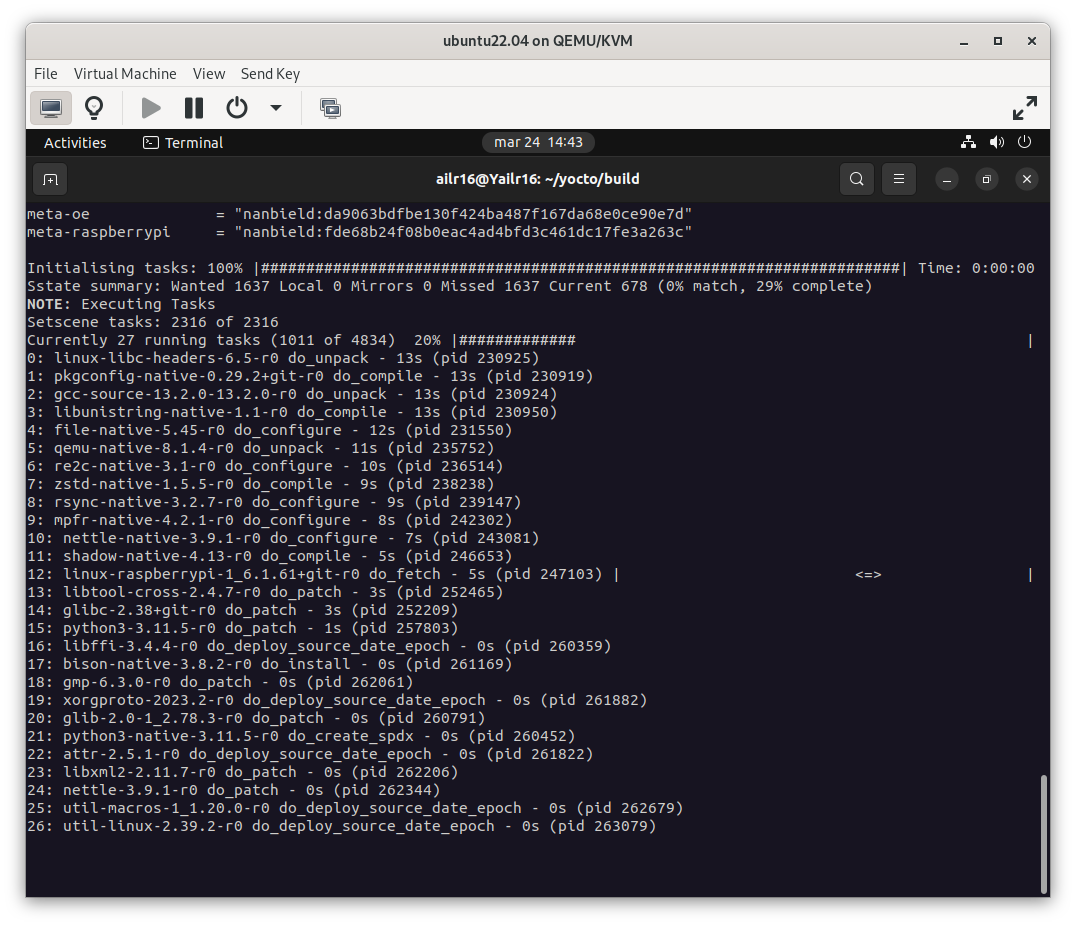 ubuntu22.04 on QEMU/KVM
File Virtual Machine View Send Key
Activities Terminal mar 24 14:43
ailr16@Yailr16: ~/yocto/build
meta-oe = "nanbield:da9063bdfbe130f424ba487f167da68e0ce90e7d"
meta-raspberrypi = "nanbield:fde68b24f08b0eac4ad4bfd3c461dc17fe3a263c"
Initialising tasks: 100% |#######################################################################| Time: 0:00:00
Sstate summary: Wanted 1637 Local 0 Mirrors 0 Missed 1637 Current 678 (0% match, 29% complete)
NOTE: Executing Tasks
Setscene tasks: 2316 of 2316
Currently 27 running tasks (1011 of 4834) 20% |############# |
0: linux-libc-headers-6.5-r0 do_unpack - 13s (pid 230925)
1: pkgconfig-native-0.29.2+git-r0 do_compile - 13s (pid 230919)
2: gcc-source-13.2.0-13.2.0-r0 do_unpack - 13s (pid 230924)
3: libunistring-native-1.1-r0 do_compile - 13s (pid 230950)
4: file-native-5.45-r0 do_configure - 12s (pid 231550)
5: qemu-native-8.1.4-r0 do_unpack - 11s (pid 235752)
6: re2c-native-3.1-r0 do_configure - 10s (pid 236514)
7: zstd-native-1.5.5-r0 do_compile - 9s (pid 238238)
8: rsync-native-3.2.7-r0 do_configure - 9s (pid 239147)
9: mpfr-native-4.2.1-r0 do_configure - 8s (pid 242302)
10: nettle-native-3.9.1-r0 do_configure - 7s (pid 243081)
11: shadow-native-4.13-r0 do_compile - 5s (pid 246653)
12: linux-raspberrypi-1_6.1.61+git-r0 do_fetch - 5s (pid 247103) | <=> |
13: libtool-cross-2.4.7-r0 do_patch - 3s (pid 252465)
14: glibc-2.38+git-r0 do_patch - 3s (pid 252209)
15: python3-3.11.5-r0 do_patch - 1s (pid 257803)
16: libffi-3.4.4-r0 do_deploy_source_date_epoch - 0s (pid 260359)
17: bison-native-3.8.2-r0 do_install - 0s (pid 261169)
18: gmp-6.3.0-r0 do_patch - 0s (pid 262061)
19: xorgproto-2023.2-r0 do_deploy_source_date_epoch - 0s (pid 261882)
20: glib-2.0-1_2.78.3-r0 do_patch - 0s (pid 260791)
21: python3-native-3.11.5-r0 do_create_spdx - 0s (pid 260452)
22: attr-2.5.1-r0 do_deploy_source_date_epoch - 0s (pid 261822)
23: libxml2-2.11.7-r0 do_patch - 0s (pid 262206)
24: nettle-3.9.1-r0 do_patch - 0s (pid 262344)
25: util-macros-1_1.20.0-r0 do_deploy_source_date_epoch - 0s (pid 262679)
26: util-linux-2.39.2-r0 do_deploy_source_date_epoch - 0s (pid 263079)